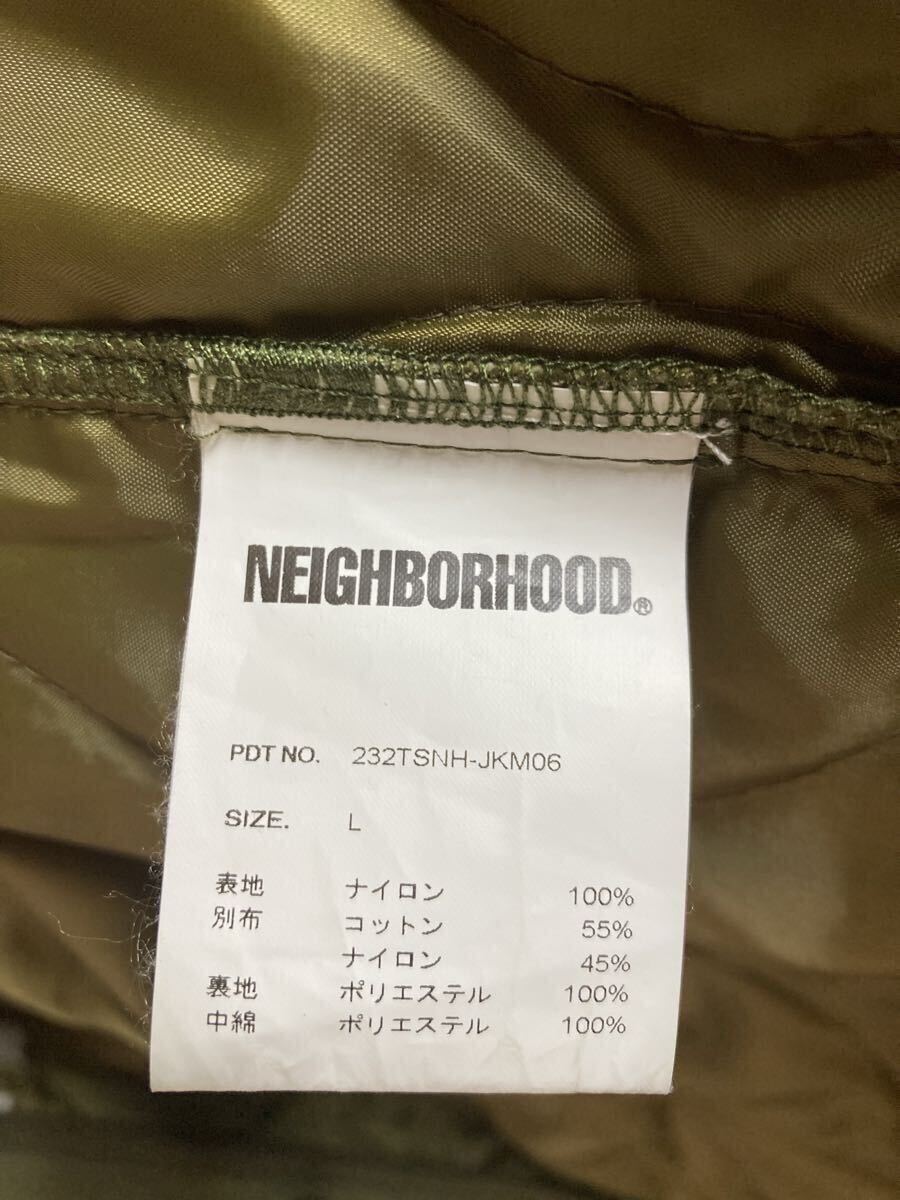 NEIGHBORHOOD®
PDT NO. 232TSNH-JKM06
SIZE. L
表地 ナイロン 100%
別布 コットン 55%
ナイロン 45%
裏地 ポリエステル 100%
中綿 ポリエステル 100%